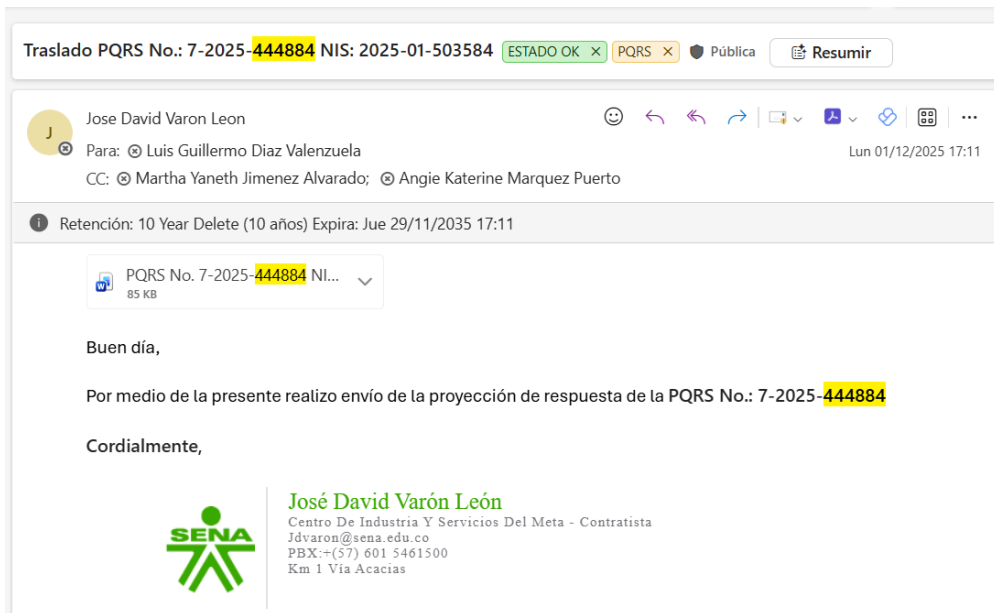 Traslado PQRS No.: 7-2025-444884 NIS: 2025-01-503584 ESTADO OK × PQRS × Pública Resumir
J
Jose David Varon Leon
Para: Luis Guillermo Diaz Valenzuela
Lun 01/12/2025 17:11
CC: Martha Yaneth Jimenez Alvarado; Angie Katerine Marquez Puerto
Retención: 10 Year Delete (10 años) Expira: Jue 29/11/2035 17:11
PQRS No. 7-2025-444884 NI...
85 KB
Buen día,
Por medio de la presente realizo envío de la proyección de respuesta de la PQRS No.: 7-2025-444884
Cordialmente,
SENA
José David Varón León
Centro De Industria Y Servicios Del Meta - Contratista
Jdvaron@sena.edu.co
PBX:+(57) 601 5461500
Km 1 Vía Acacias